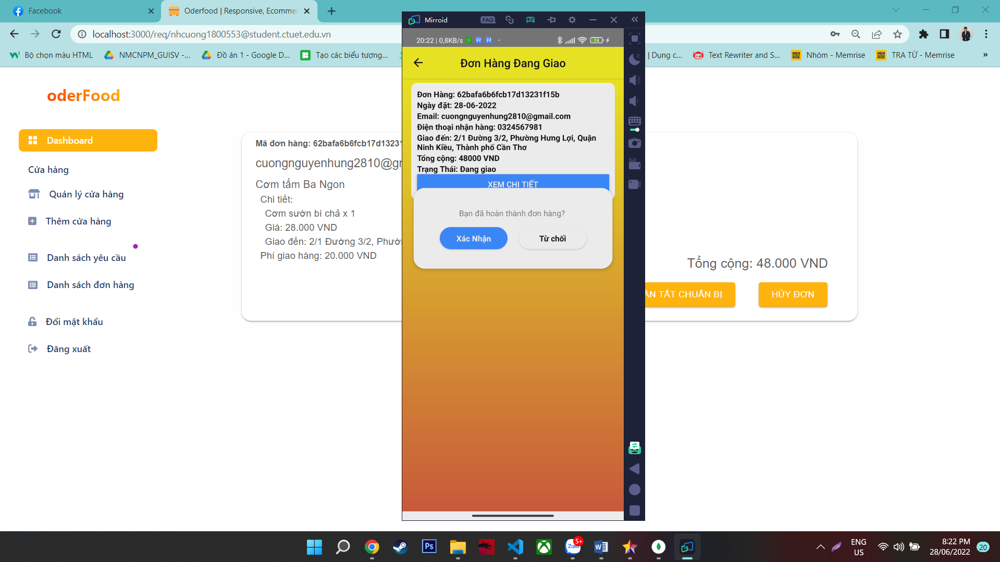 Facebook
Oderfood | Responsive, Ecomme
Mirroid
FAQ
localhost:3000/req/nhcuong1800553@student.ctuet.edu.vn
Bộ chọn màu HTML
NMCNPM_GUISV -...
Đồ án 1 - Google D...
Tạo các biểu tượng...
| Dụng c...
Text Rewriter and S...
Nhóm - Memrise
TRA TỪ - Memrise
»
20:22 | 0,8KB/s
74
Đơn Hàng Đang Giao
Đơn Hàng: 62bafa6b6fcb17d13231f15b
Ngày đặt: 28-06-2022
Email: cuongnguyenhung2810@gmail.com
Điện thoại nhận hàng: 0324567981
Giao đến: 2/1 Đường 3/2, Phường Hưng Lợi, Quận
Ninh Kiều, Thành phố Cần Thơ
Tổng cộng: 48000 VND
Trạng Thái: Đang giao
XEM CHI TIẾT
Bạn đã hoàn thành đơn hàng?
Xác Nhận
Từ chối
oderFood
Dashboard
Cửa hàng
Quản lý cửa hàng
Thêm cửa hàng
Danh sách yêu cầu
Danh sách đơn hàng
Đổi mật khẩu
Đăng xuất
Mã đơn hàng: 62bafa6b6fcb17d13231
cuongnguyenhung2810@gm
Cơm tấm Ba Ngon
Chi tiết:
Cơm sườn bì chả x 1
Giá: 28.000 VND
Giao đến: 2/1 Đường 3/2, Phườn
Phí giao hàng: 20.000 VND
Tổng cộng: 48.000 VND
ÀN TẤT CHUẨN BỊ
HỦY ĐƠN
Ps
Zalo
5+
W
ENG
US
8:22 PM
28/06/2022
20